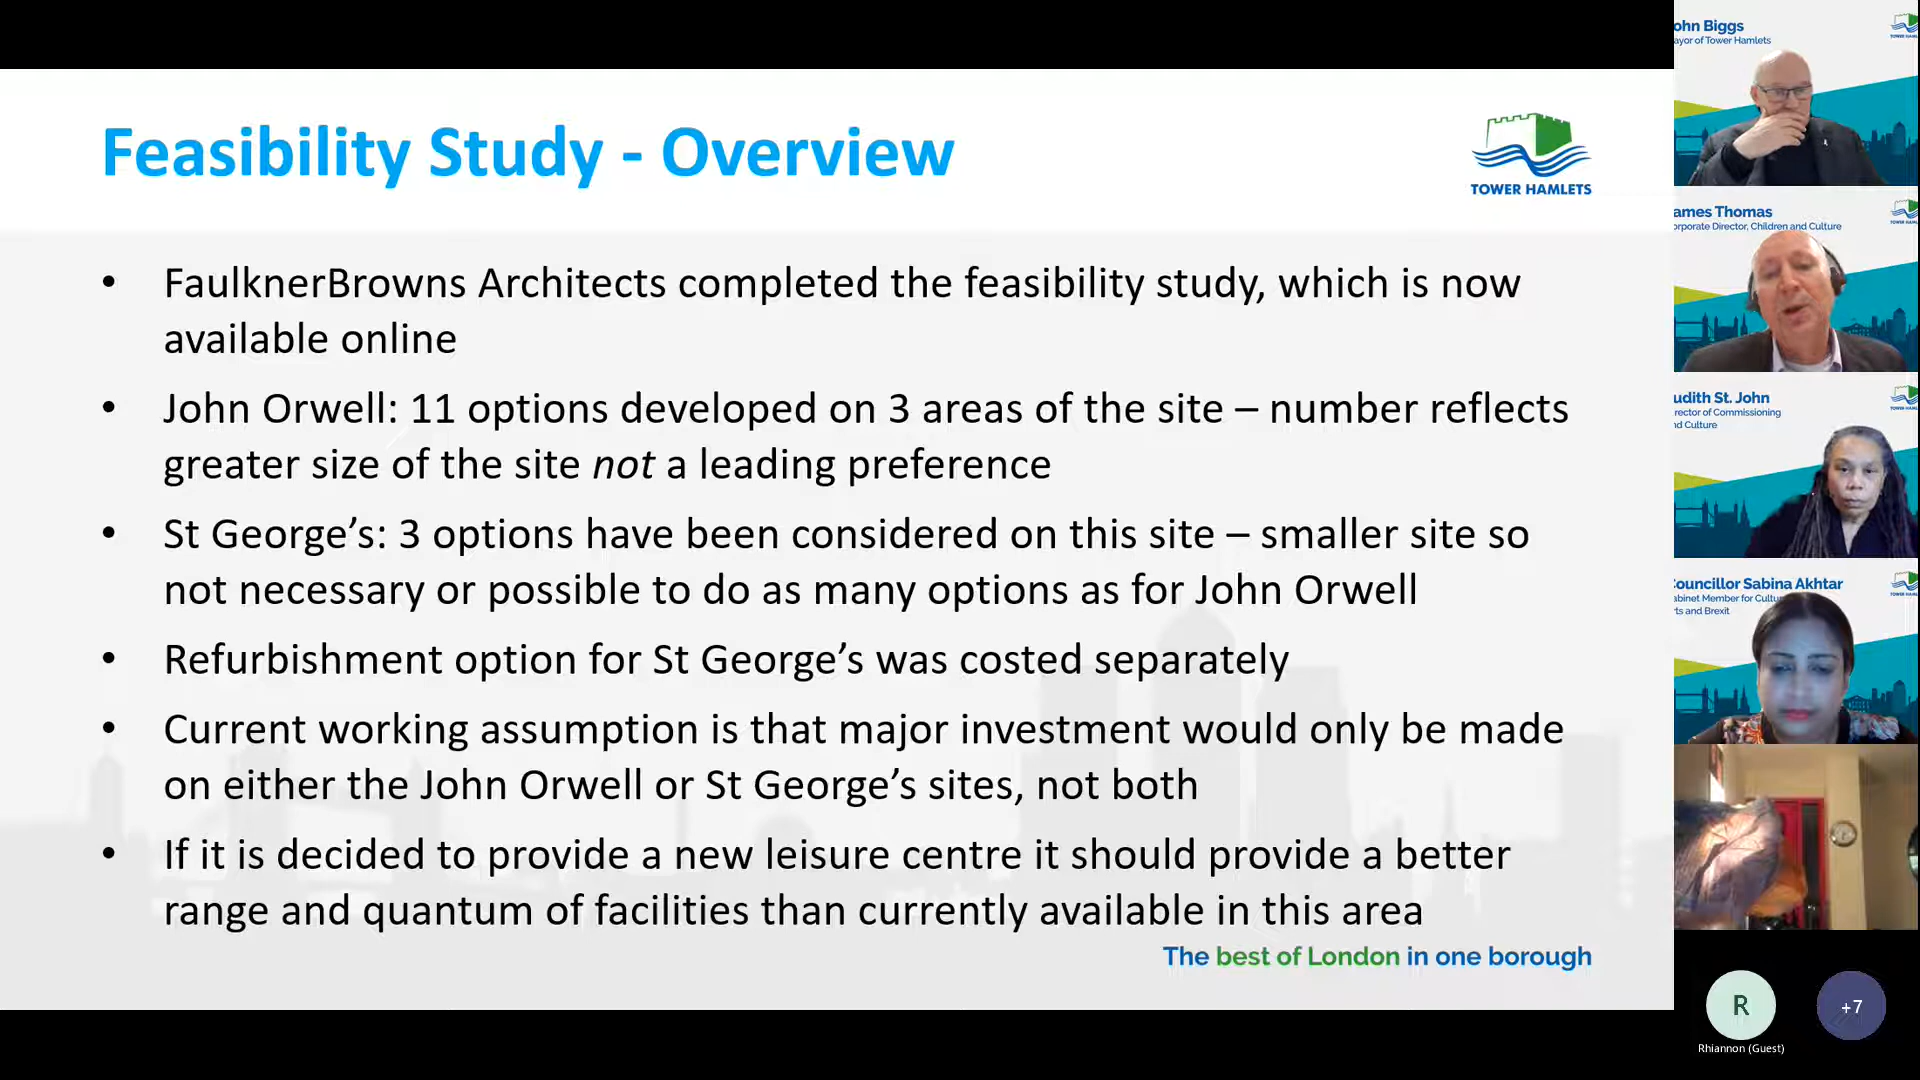 Feasibility Study - Overview
TOWER HAMLETS
• FaulknerBrowns Architects completed the feasibility study, which is now
available online
• John Orwell: 11 options developed on 3 areas of the site – number reflects
greater size of the site not a leading preference
• St George’s: 3 options have been considered on this site – smaller site so
not necessary or possible to do as many options as for John Orwell
• Refurbishment option for St George’s was costed separately
• Current working assumption is that major investment would only be made
on either the John Orwell or St George’s sites, not both
• If it is decided to provide a new leisure centre it should provide a better
range and quantum of facilities than currently available in this area
The best of London in one borough
ohn Biggs
ayor of Tower Hamlets
ames Thomas
orporate Director, Children and Culture
udith St. John
rector of Commissioning
nd Culture
ouncillor Sabina Akhtar
abinet Member for Cultu
rts and Brexit
R
+7
Rhiannon (Guest)